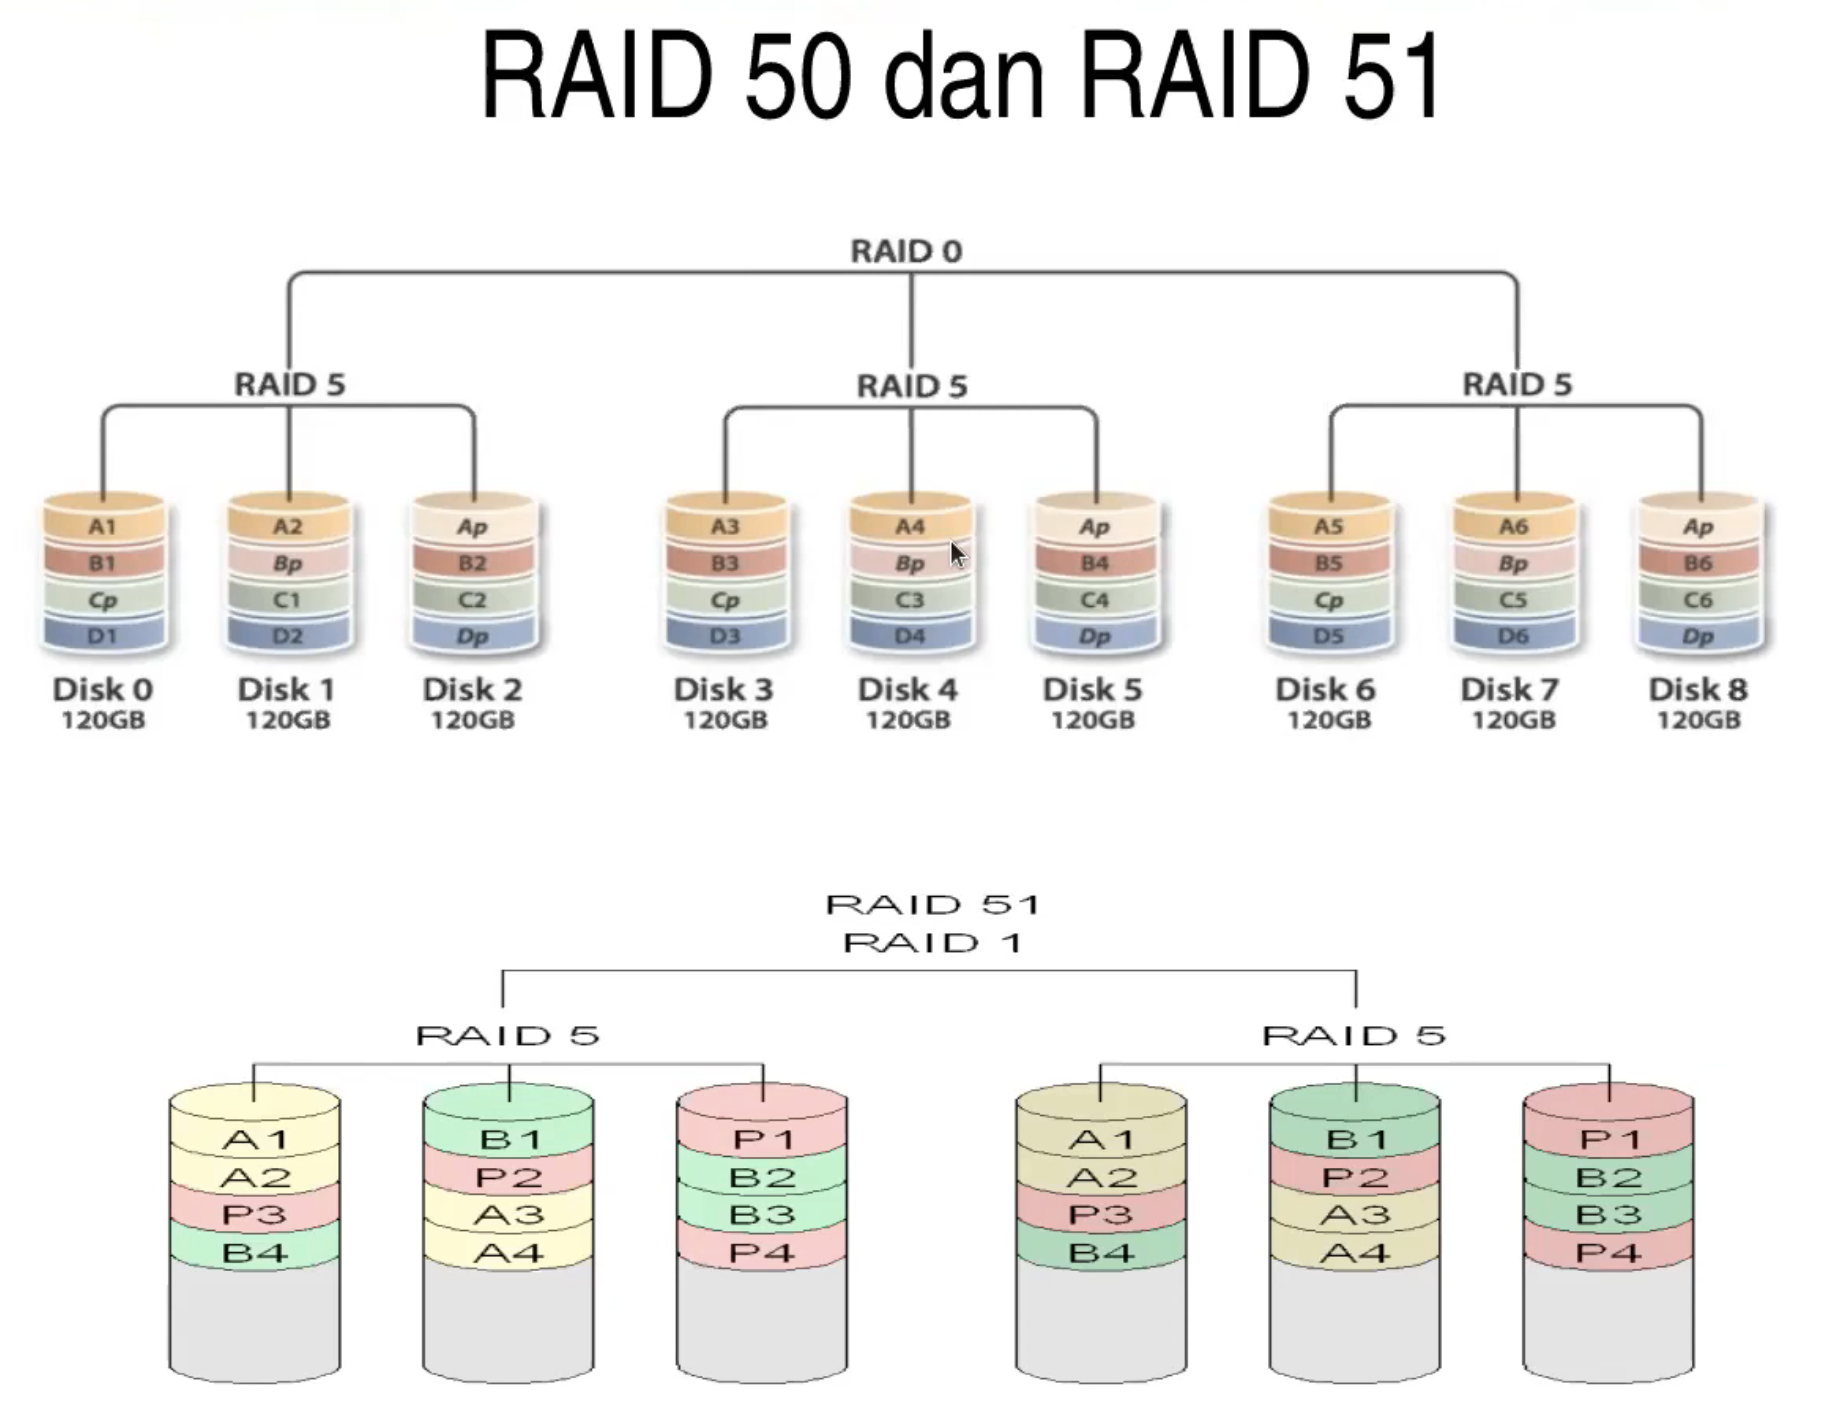 RAID 50 dan RAID 51
RAID 0
RAID 5 RAID 5 RAID 5
A1 A2 Ap A3 A4 Ap A5 A6 Ap
B1 Bp B2 B3 Bp B4 B5 Bp B6
Cp C1 C2 Cp C3 C4 Cp C5 C6
D1 D2 Dp D3 D4 Dp D5 D6 Dp
Disk 0 Disk 1 Disk 2 Disk 3 Disk 4 Disk 5 Disk 6 Disk 7 Disk 8
120GB 120GB 120GB 120GB 120GB 120GB 120GB 120GB 120GB
RAID 51
RAID 1
RAID 5 RAID 5
A1 B1 P1 A1 B1 P1
A2 P2 B2 A2 P2 B2
P3 A3 B3 P3 A3 B3
B4 A4 P4 B4 A4 P4